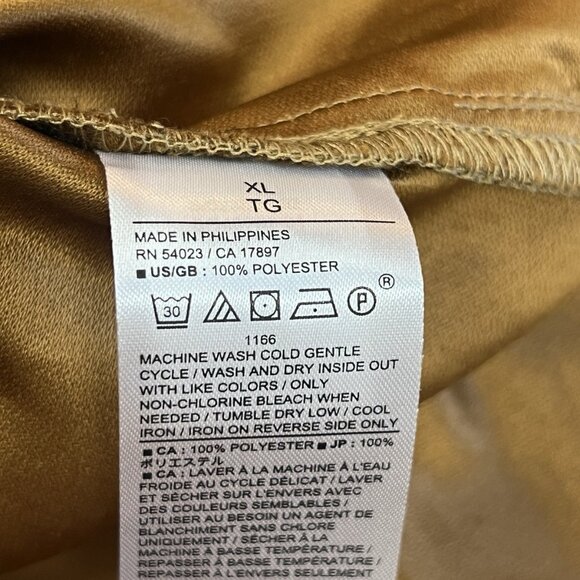 XL
TG
MADE IN PHILIPPINES
RN 54023 / CA 17897
■ US/GB : 100% POLYESTER
30 P ®
1166
MACHINE WASH COLD GENTLE
CYCLE / WASH AND DRY INSIDE OUT
WITH LIKE COLORS / ONLY
NON-CHLORINE BLEACH WHEN
NEEDED / TUMBLE DRY LOW / COOL
IRON / IRON ON REVERSE SIDE ONLY
■ CA : 100% POLYESTER ■ JP : 100%
ポリエステル
■ CA : LAVER À LA MACHINE À L'EAU
FROIDE AU CYCLE DÉLICAT / LAVER
ET SÉCHER SUR L'ENVERS AVEC
DES COULEURS SEMBLABLES /
UTILISER AU BESOIN UN AGENT DE
BLANCHIMENT SANS CHLORE
UNIQUEMENT / SÉCHER À LA
MACHINE À BASSE TEMPÉRATURE /
REPASSER À BASSE TEMPÉRATURE /
REPASSER À L'ENVERS SEULEMENT